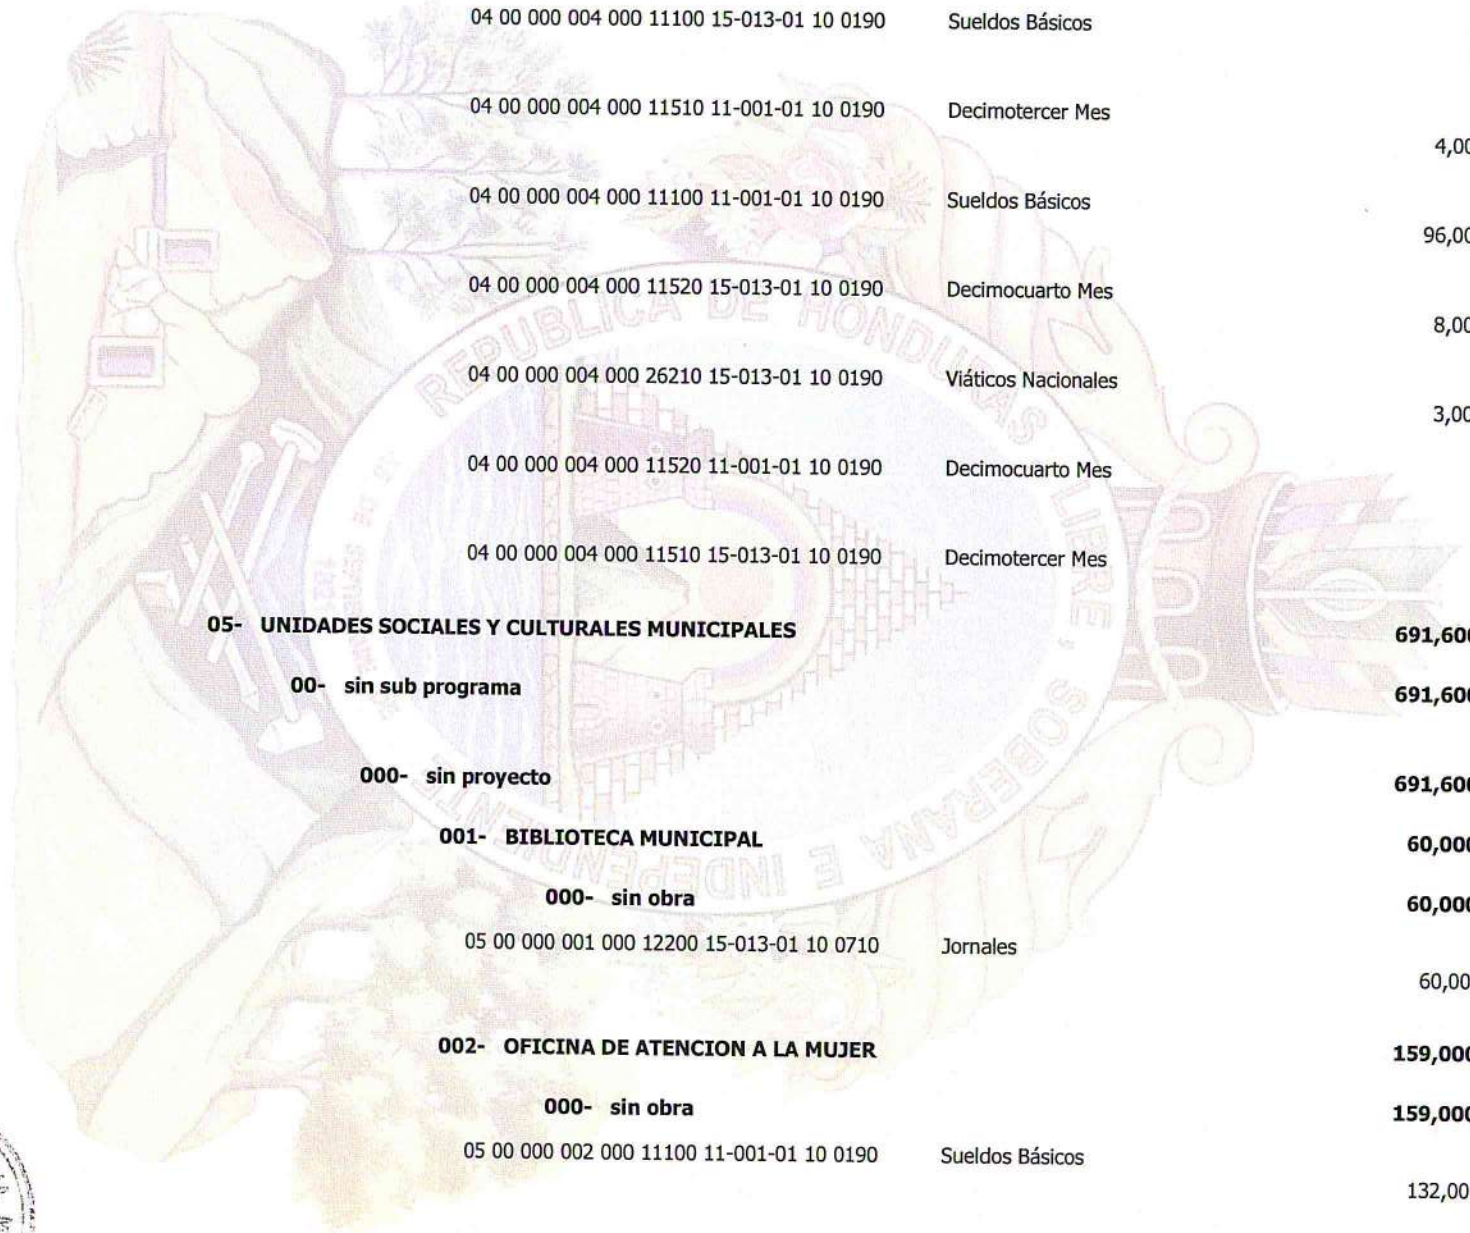 04 00 000 004 000 11100 15-013-01 10 0190 Sueldos Básicos
04 00 000 004 000 11510 11-001-01 10 0190 Decimotercer Mes
4,00
04 00 000 004 000 11100 11-001-01 10 0190 Sueldos Básicos
96,00
04 00 000 004 000 11520 15-013-01 10 0190 Decimocuarto Mes
8,00
04 00 000 004 000 26210 15-013-01 10 0190 Viáticos Nacionales
3,00
04 00 000 004 000 11520 11-001-01 10 0190 Decimocuarto Mes
04 00 000 004 000 11510 15-013-01 10 0190 Decimotercer Mes
05- UNIDADES SOCIALES Y CULTURALES MUNICIPALES 691,600
00- sin sub programa 691,600
000- sin proyecto 691,600
001- BIBLIOTECA MUNICIPAL 60,000
000- sin obra 60,000
05 00 000 001 000 12200 15-013-01 10 0710 Jornales
60,00
002- OFICINA DE ATENCION A LA MUJER 159,000
000- sin obra 159,000
05 00 000 002 000 11100 11-001-01 10 0190 Sueldos Básicos
132,00
REPUBLICA DE HONDURAS LIBRE, SOBERANA E INDEPENDIENTE